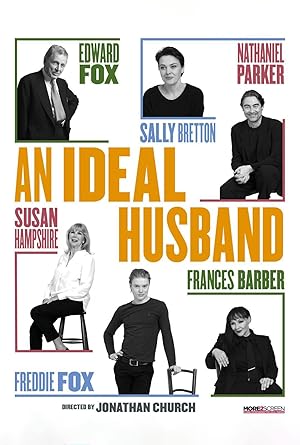 EDWARD
FOX
NATHANIEL
PARKER
SALLY BRETTON
AN IDEAL
HUSBAND
SUSAN
HAMPSHIRE
FRANCES BARBER
FREDDIE FOX
DIRECTED BY JONATHAN CHURCH
MORE2SCREEN